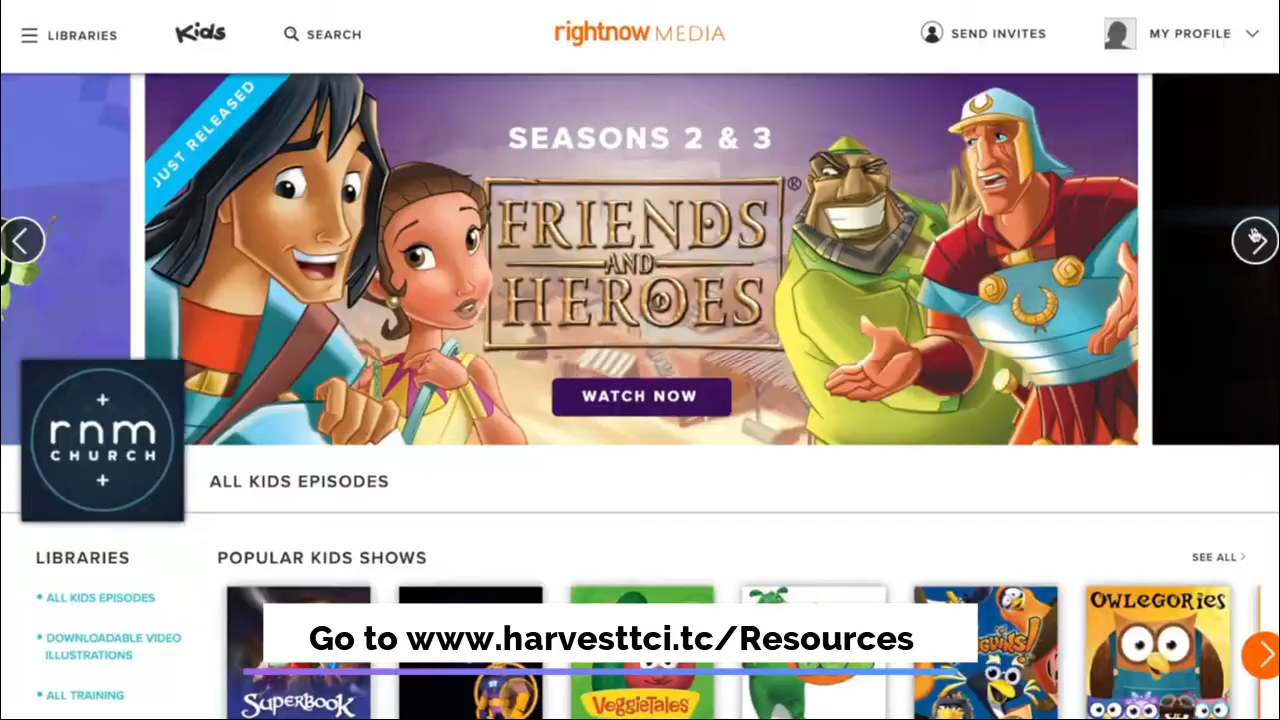 LIBRARIES
Kids
SEARCH
rightnow MEDIA
SEND INVITES
MY PROFILE
JUST RELEASED
SEASONS 2 & 3
FRIENDS
AND
HEROES
®
WATCH NOW
rnm
CHURCH
ALL KIDS EPISODES
LIBRARIES
POPULAR KIDS SHOWS
SEE ALL
ALL KIDS EPISODES
DOWNLOADABLE VIDEO
ILLUSTRATIONS
ALL TRAINING
OWLEGORIES
Go to www.harvesttci.tc/Resources
SUPERBOOK
VEGGIETALES